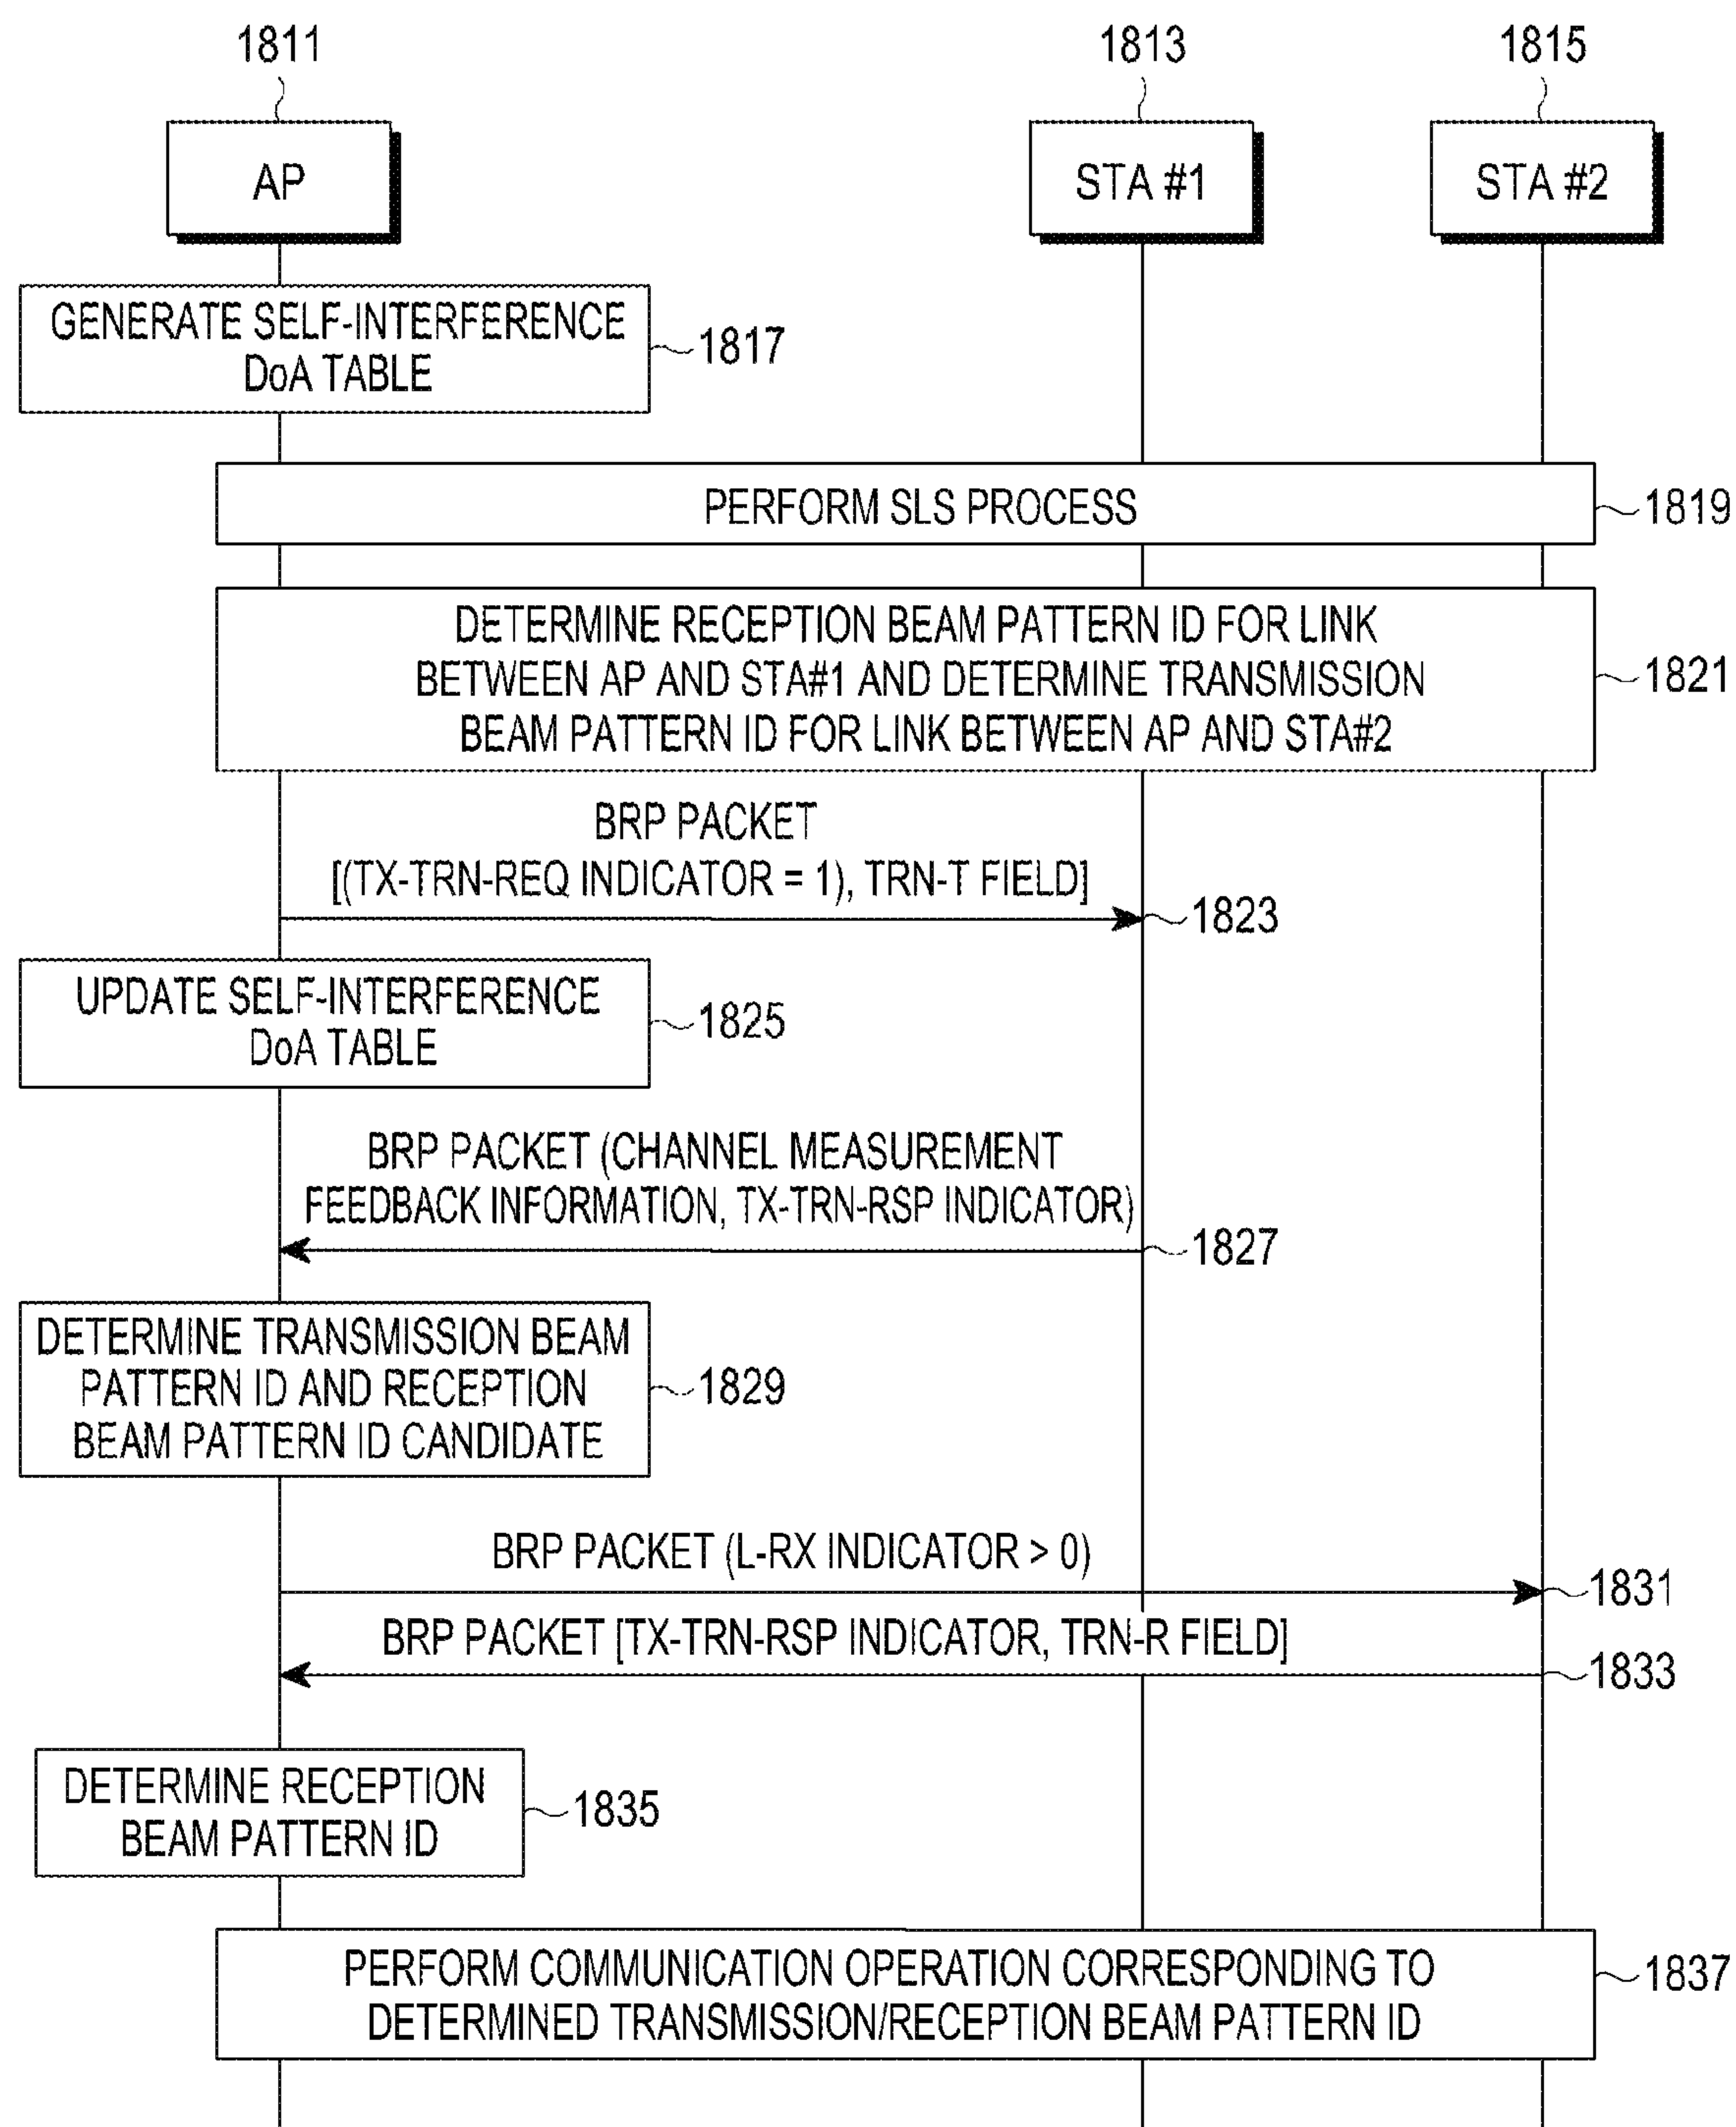 1811
1813
1815
AP
STA #1
STA #2
GENERATE SELF-INTERFERENCE
DoA TABLE
1817
PERFORM SLS PROCESS
1819
DETERMINE RECEPTION BEAM PATTERN ID FOR LINK
BETWEEN AP AND STA#1 AND DETERMINE TRANSMISSION
BEAM PATTERN ID FOR LINK BETWEEN AP AND STA#2
1821
BRP PACKET
[(TX-TRN-REQ INDICATOR = 1), TRN-T FIELD]
1823
UPDATE SELF-INTERFERENCE
DoA TABLE
1825
BRP PACKET (CHANNEL MEASUREMENT
FEEDBACK INFORMATION, TX-TRN-RSP INDICATOR)
1827
DETERMINE TRANSMISSION BEAM
PATTERN ID AND RECEPTION
BEAM PATTERN ID CANDIDATE
1829
BRP PACKET (L-RX INDICATOR > 0)
1831
BRP PACKET [TX-TRN-RSP INDICATOR, TRN-R FIELD]
1833
DETERMINE RECEPTION
BEAM PATTERN ID
1835
PERFORM COMMUNICATION OPERATION CORRESPONDING TO
DETERMINED TRANSMISSION/RECEPTION BEAM PATTERN ID
1837